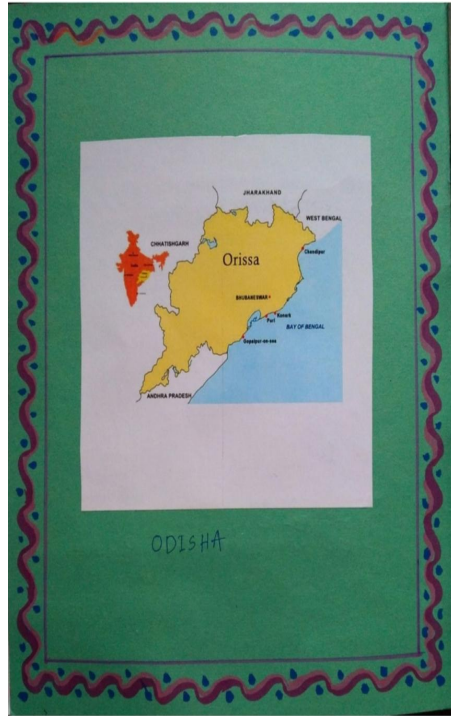 JHARAKHAND
WEST BENGAL
CHHATISHGARH
Chandipur
Orissa
BHUBANESWAR
Konark
Puri
BAY OF BENGAL
Gopalpur-on-sea
ANDHRA PRADESH
ODISHA